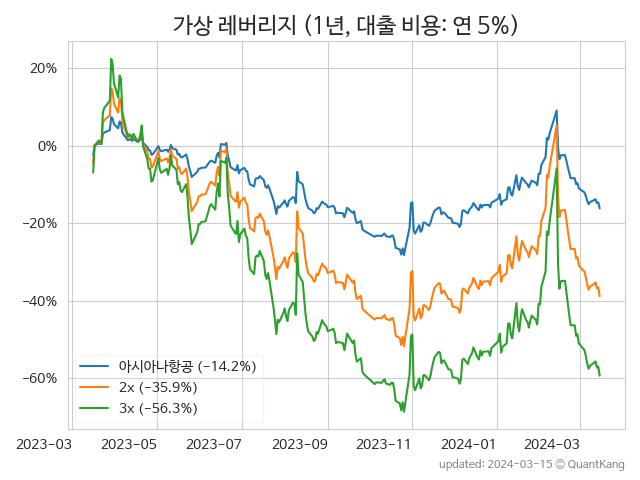 가상 레버리지 (1년, 대출 비용: 연 5%)
20%
0%
−20%
−40%
−60%
아시아나항공 (−14.2%)
2x (−35.9%)
3x (−56.3%)
2023-03 2023-05 2023-07 2023-09 2023-11 2024-01 2024-03
updated: 2024-03-15 © QuantKang